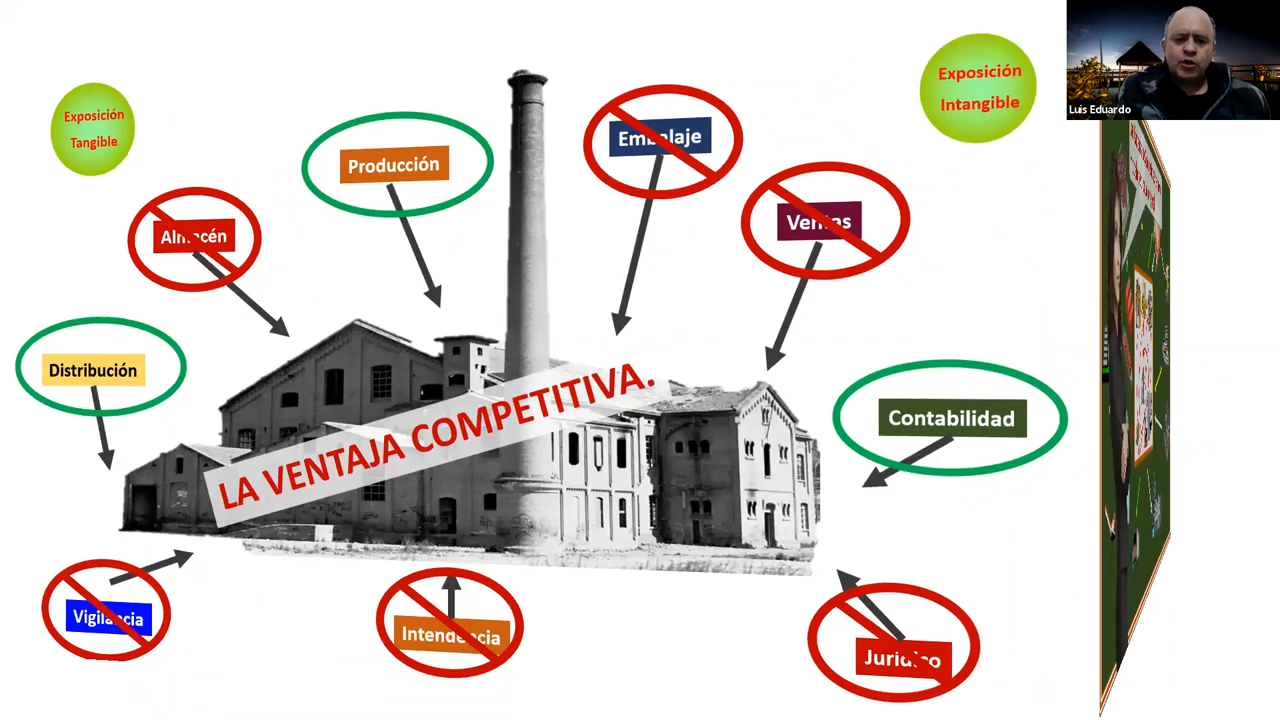 Exposición
Tangible
Exposición
Intangible
Luis Eduardo
Embalaje
Producción
Ventas
Almacén
Distribución
LA VENTAJA COMPETITIVA.
Contabilidad
Vigilancia
Intendencia
Jurídico